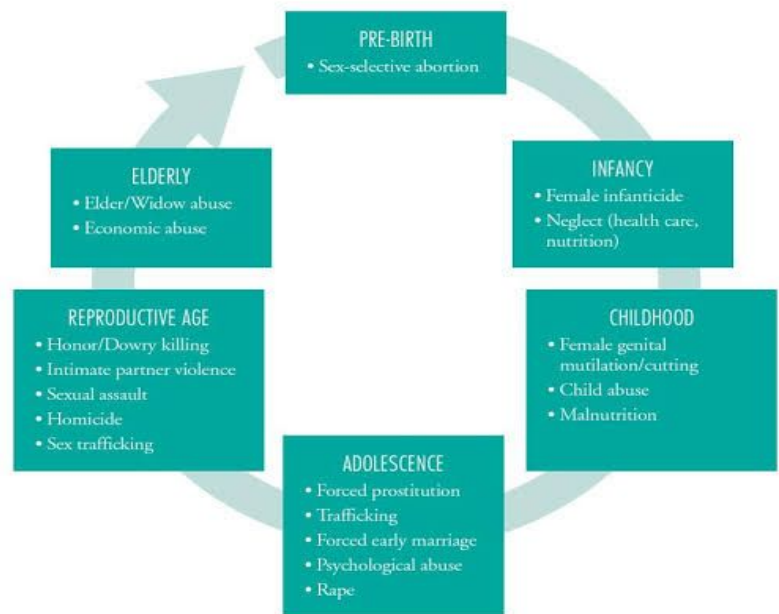 PRE-BIRTH
• Sex-selective abortion
INFANCY
• Female infanticide
• Neglect (health care,
nutrition)
CHILDHOOD
• Female genital
mutilation/cutting
• Child abuse
• Malnutrition
ADOLESCENCE
• Forced prostitution
• Trafficking
• Forced early marriage
• Psychological abuse
• Rape
REPRODUCTIVE AGE
• Honor/Dowry killing
• Intimate partner violence
• Sexual assault
• Homicide
• Sex trafficking
ELDERLY
• Elder/Widow abuse
• Economic abuse